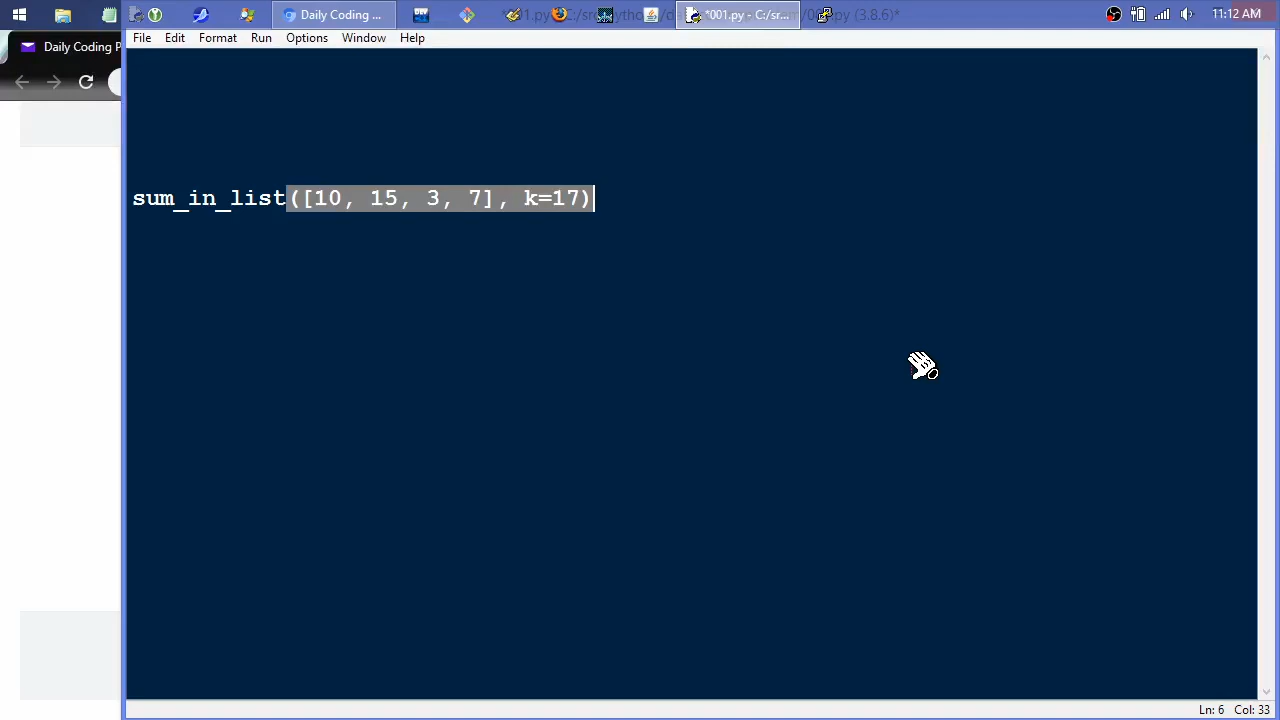 Daily Coding ...
*001.py - C:/sr...
.py (3.8.6)*
11:12 AM
Daily Coding P
File Edit Format Run Options Window Help
sum_in_list([10, 15, 3, 7], k=17)
Ln: 6 Col: 33